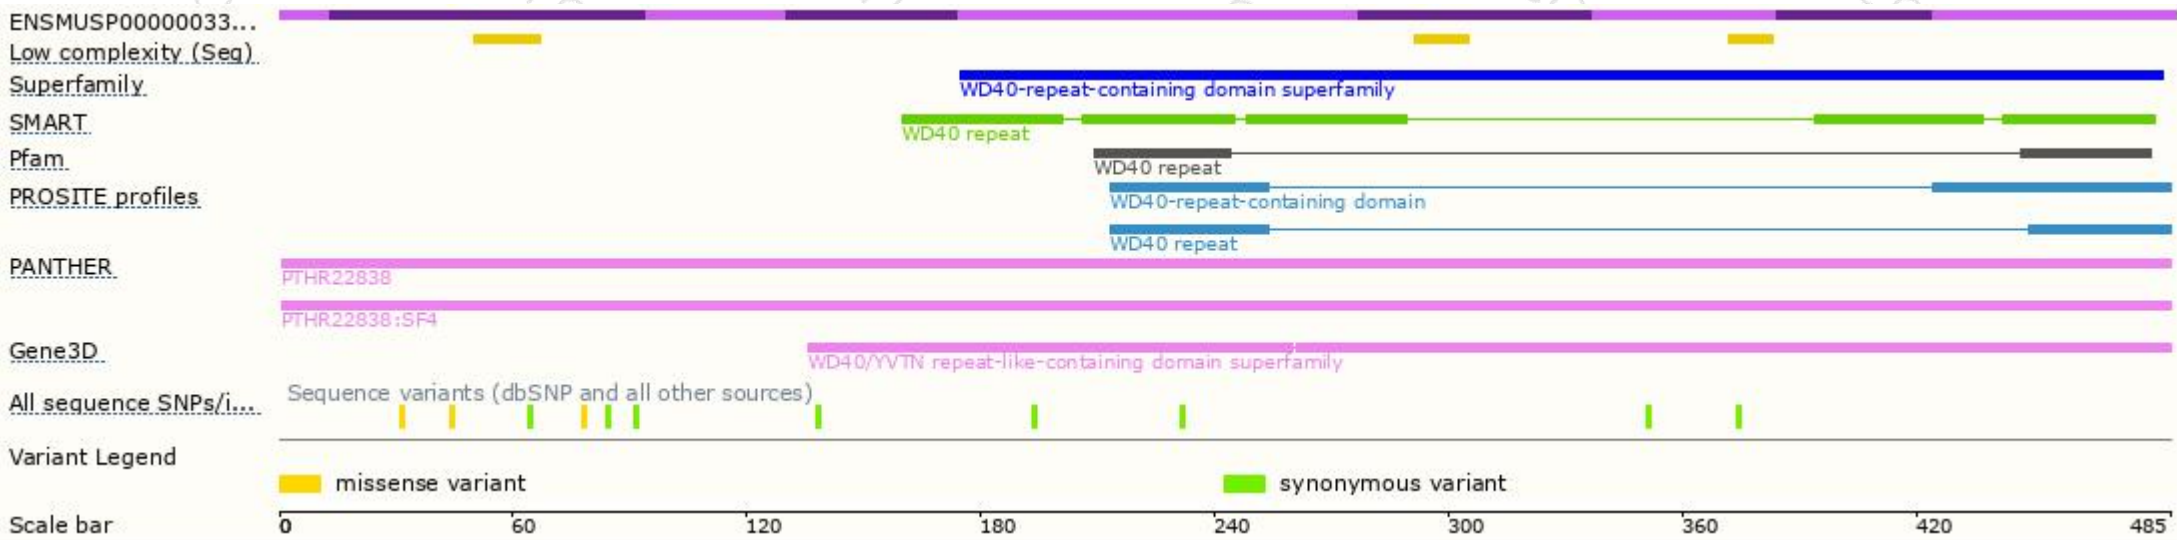 ENSMUSP00000033...
Low complexity (Seg)
Superfamily
WD40-repeat-containing domain superfamily
SMART
WD40 repeat
Pfam
WD40 repeat
PROSITE profiles
WD40-repeat-containing domain
WD40 repeat
PANTHER
PTHR22838
PTHR22838:SF4
Gene3D
WD40/YVTN repeat-like-containing domain superfamily
Sequence variants (dbSNP and all other sources)
All sequence SNPs/i...
Variant Legend
missense variant synonymous variant
Scale bar 0 60 120 180 240 300 360 420 485